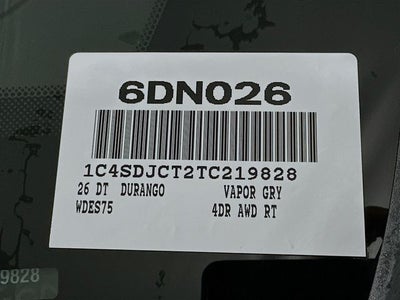 6DN026
1C4SDJCT2TC219828
26 DT DURANGO VAPOR GRY
WDES75 4DR AWD RT
9828